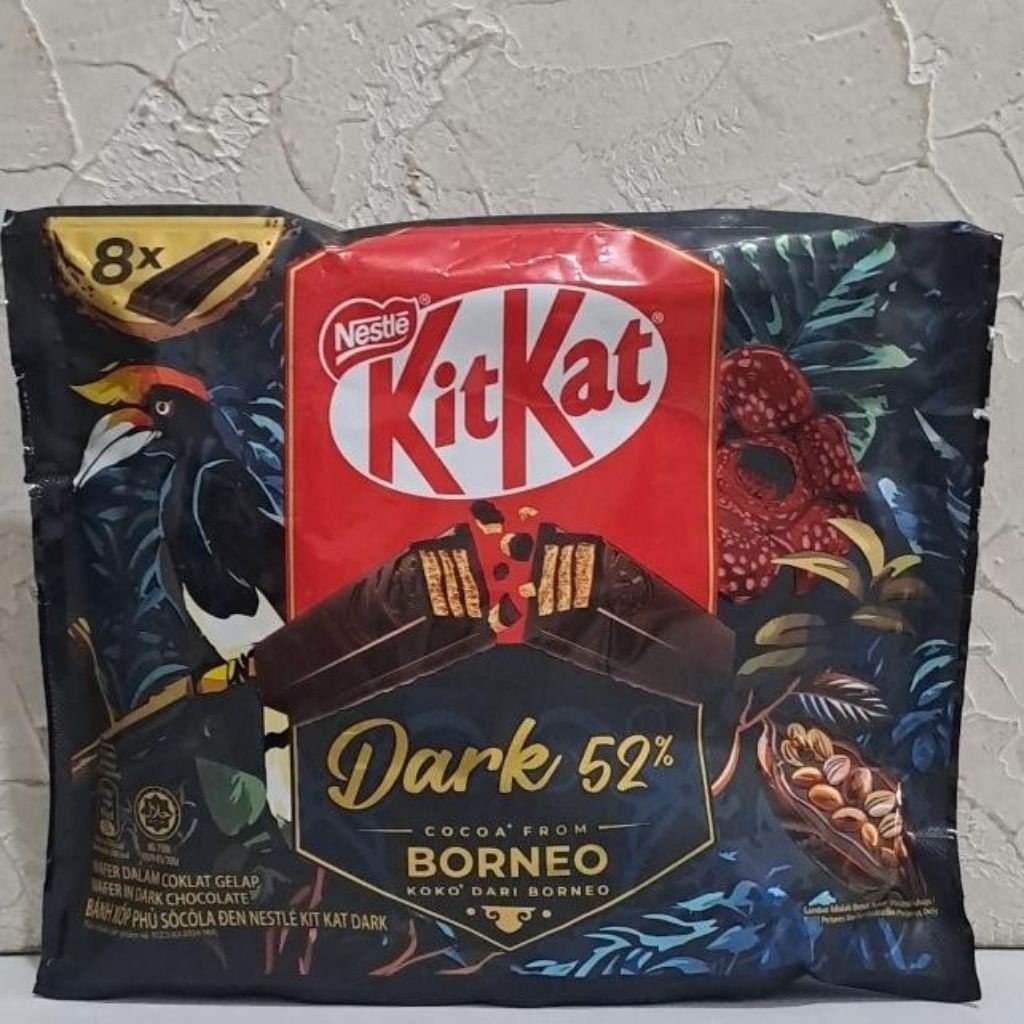 8x
Nestlé
KitKat
Dark 52%
COCOA* FROM
BORNEO
KOKO* DARI BORNEO
WAFER DALAM COKLAT GELAP
WAFER IN DARK CHOCOLATE
BÁNH XỐP PHỦ SÔCÔLA ĐEN NESTLÉ KIT KAT DARK